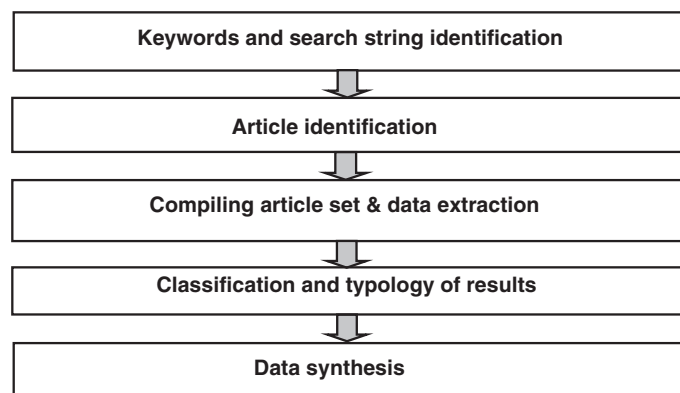 Keywords and search string identification
Article identification
Compiling article set & data extraction
Classification and typology of results
Data synthesis